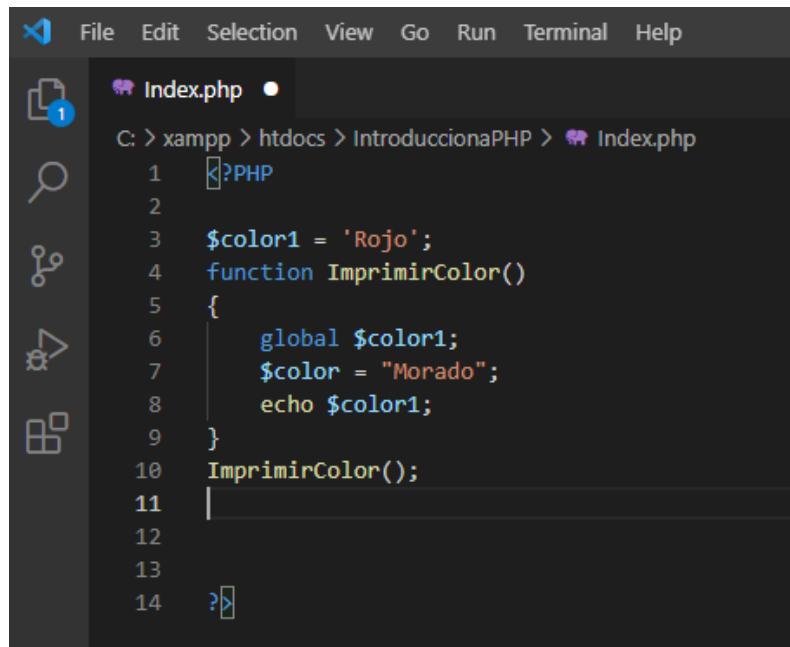 File Edit Selection View Go Run Terminal Help
Index.php
1
C: > xampp > htdocs > IntroduccionaPHP > Index.php
1 <?PHP
2
3 $color1 = 'Rojo';
4 function ImprimirColor()
5 {
6 global $color1;
7 $color = "Morado";
8 echo $color1;
9 }
10 ImprimirColor();
11
12
13
14 ?>